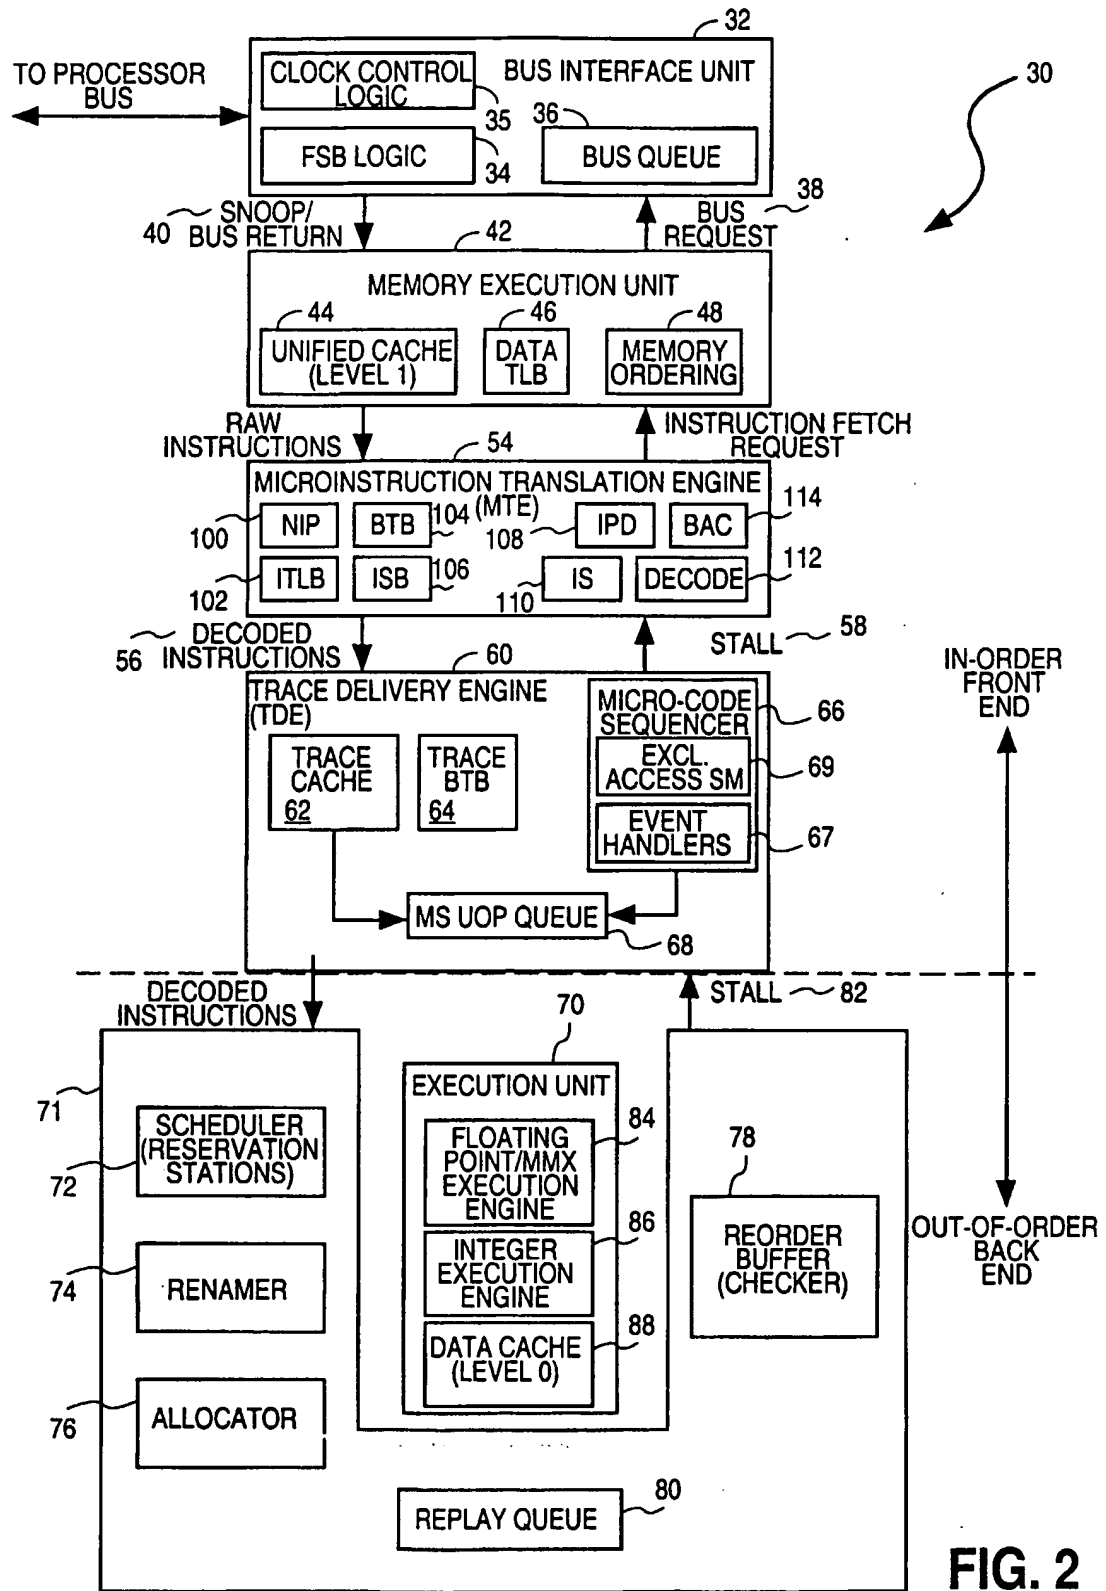 32
TO PROCESSOR
BUS
CLOCK CONTROL
LOGIC
35
BUS INTERFACE UNIT
30
FSB LOGIC
34
36
BUS QUEUE
40
SNOOP/
BUS RETURN
42
BUS
REQUEST
38
MEMORY EXECUTION UNIT
44
UNIFIED CACHE
(LEVEL 1)
46
DATA
TLB
48
MEMORY
ORDERING
RAW
INSTRUCTIONS
54
INSTRUCTION FETCH
REQUEST
MICROINSTRUCTION TRANSLATION ENGINE
(MTE)
100
NIP
BTB
104
108
IPD
BAC
114
102
ITLB
ISB
106
110
IS
DECODE
112
56
DECODED
INSTRUCTIONS
60
STALL
58
TRACE DELIVERY ENGINE
(TDE)
TRACE
CACHE
62
TRACE
BTB
64
MICRO-CODE
SEQUENCER
66
EXCL.
ACCESS SM
69
EVENT
HANDLERS
67
MS UOP QUEUE
68
IN-ORDER
FRONT
END
DECODED
INSTRUCTIONS
STALL
82
71
70
EXECUTION UNIT
SCHEDULER
(RESERVATION
STATIONS)
72
FLOATING
POINT/MMX
EXECUTION
ENGINE
84
78
REORDER
BUFFER
(CHECKER)
OUT-OF-ORDER
BACK
END
74
RENAMER
INTEGER
EXECUTION
ENGINE
86
DATA CACHE
(LEVEL 0)
88
76
ALLOCATOR
REPLAY QUEUE
80
FIG. 2